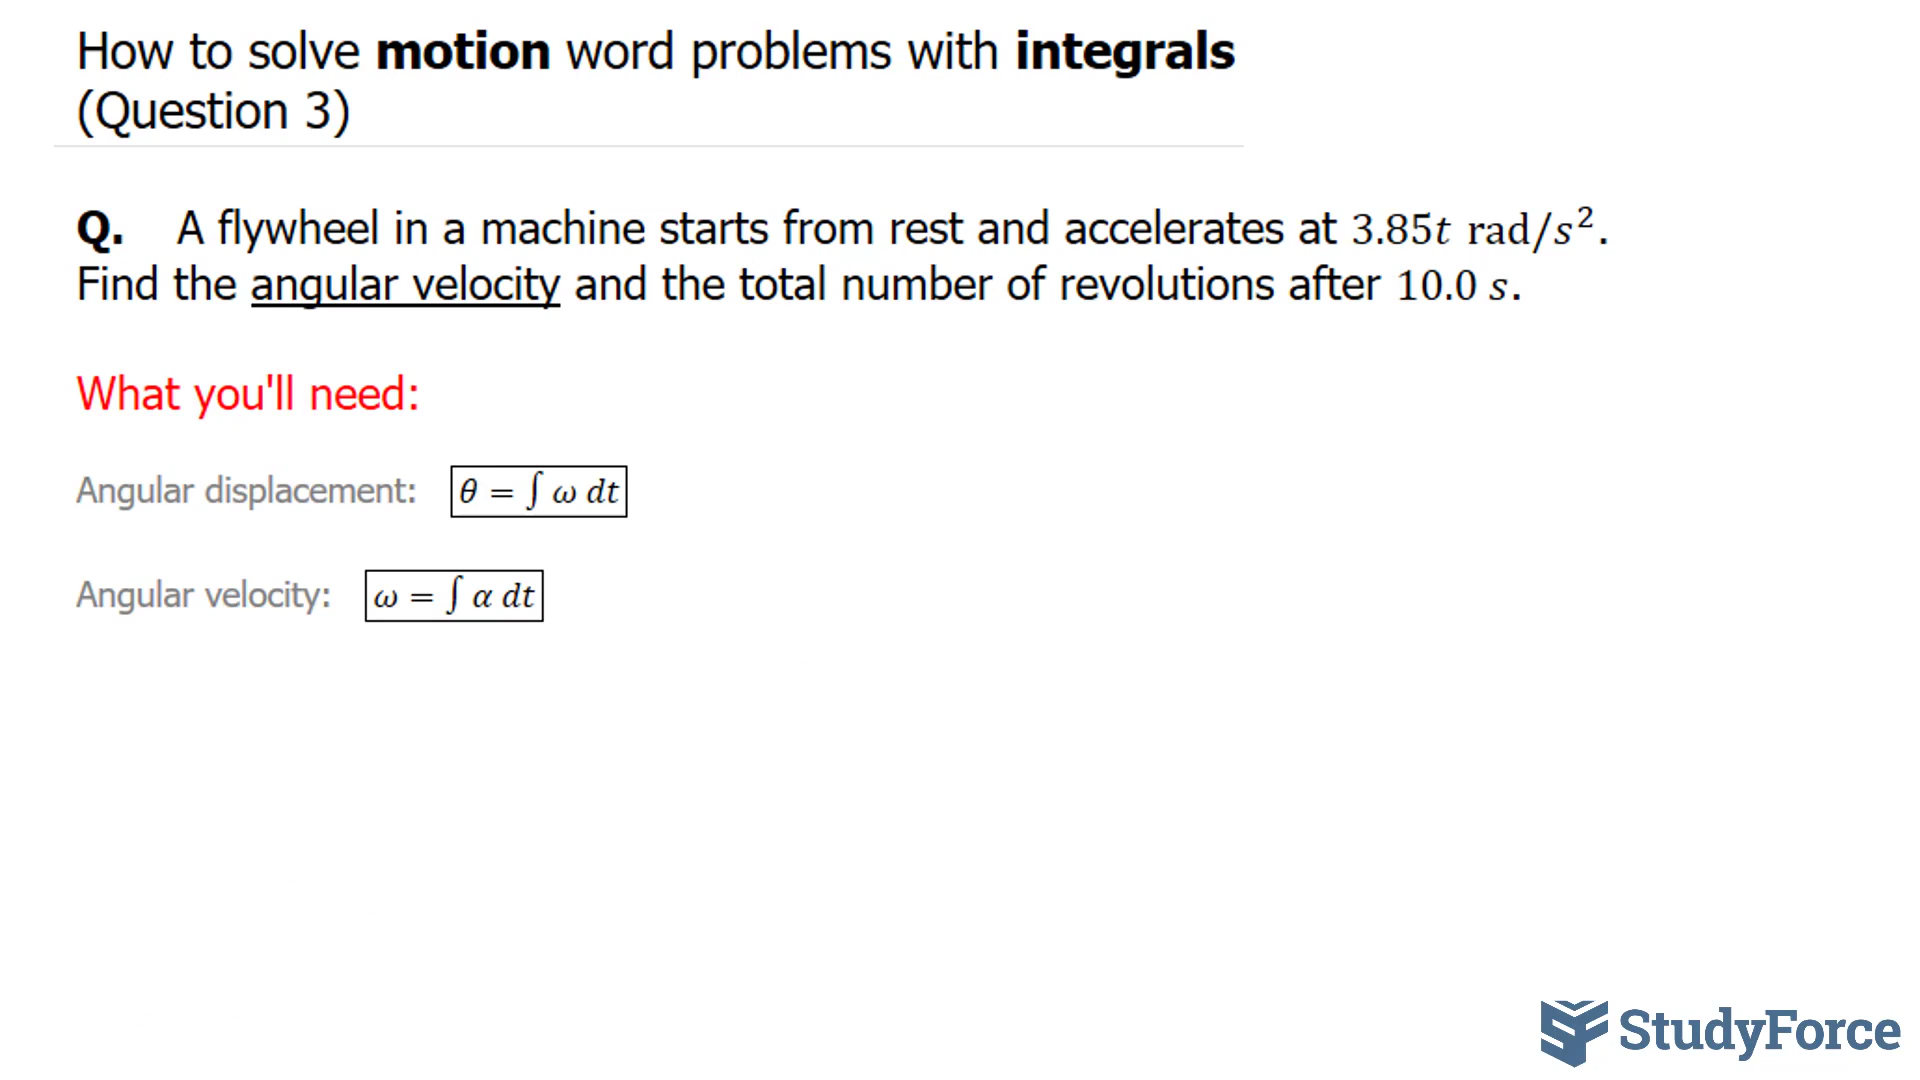 How to solve motion word problems with integrals
(Question 3)
Q. A flywheel in a machine starts from rest and accelerates at 3.85t rad/s².
Find the angular velocity and the total number of revolutions after 10.0 s.
What you'll need:
Angular displacement: θ = ∫ ω dt
Angular velocity: ω = ∫ α dt
StudyForce